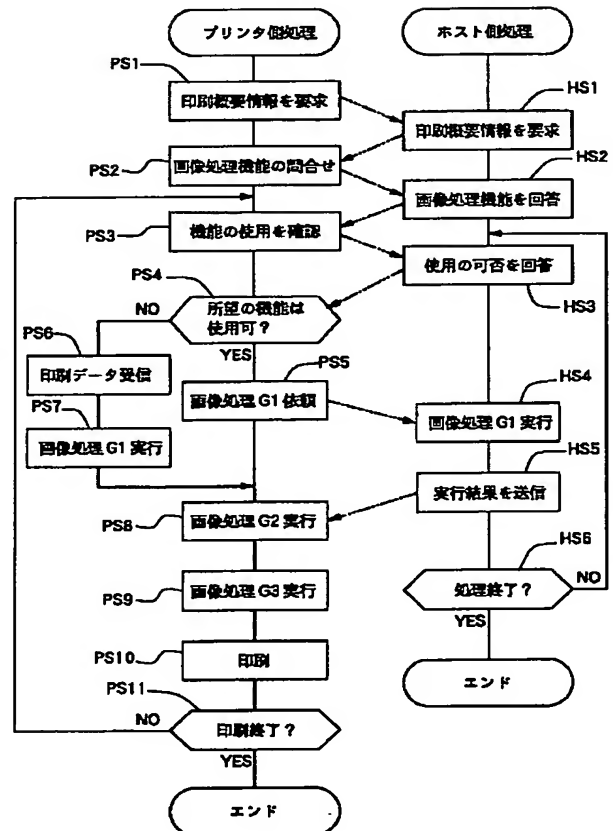 プリンタ側処理
PS1
印刷概要情報を要求
PS2
画像処理機能の問合せ
PS3
機能の使用を確認
PS4
所望の機能は
使用可？
NO
YES
PS6
印刷データ受信
PS7
画像処理 G1 実行
PS5
画像処理 G1 依頼
PS8
画像処理 G2 実行
PS9
画像処理 G3 実行
PS10
印刷
PS11
印刷終了？
NO
YES
エンド
ホスト側処理
HS1
印刷概要情報を要求
HS2
画像処理機能を回答
使用の可否を回答
HS3
HS4
画像処理 G1 実行
HS5
実行結果を送信
HS6
処理終了？
NO
YES
エンド